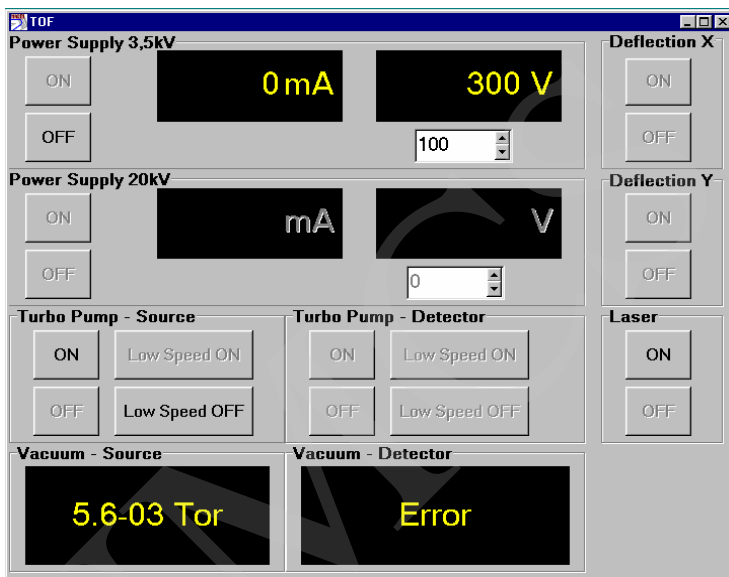 TOF
Power Supply 3,5kV
Deflection X
ON
0 mA
300 V
ON
OFF
100
OFF
Power Supply 20kV
Deflection Y
ON
mA
V
ON
OFF
0
OFF
Turbo Pump - Source
Turbo Pump - Detector
Laser
ON
Low Speed ON
ON
Low Speed ON
ON
OFF
Low Speed OFF
OFF
Low Speed OFF
OFF
Vacuum - Source
Vacuum - Detector
5.6-03 Tor
Error